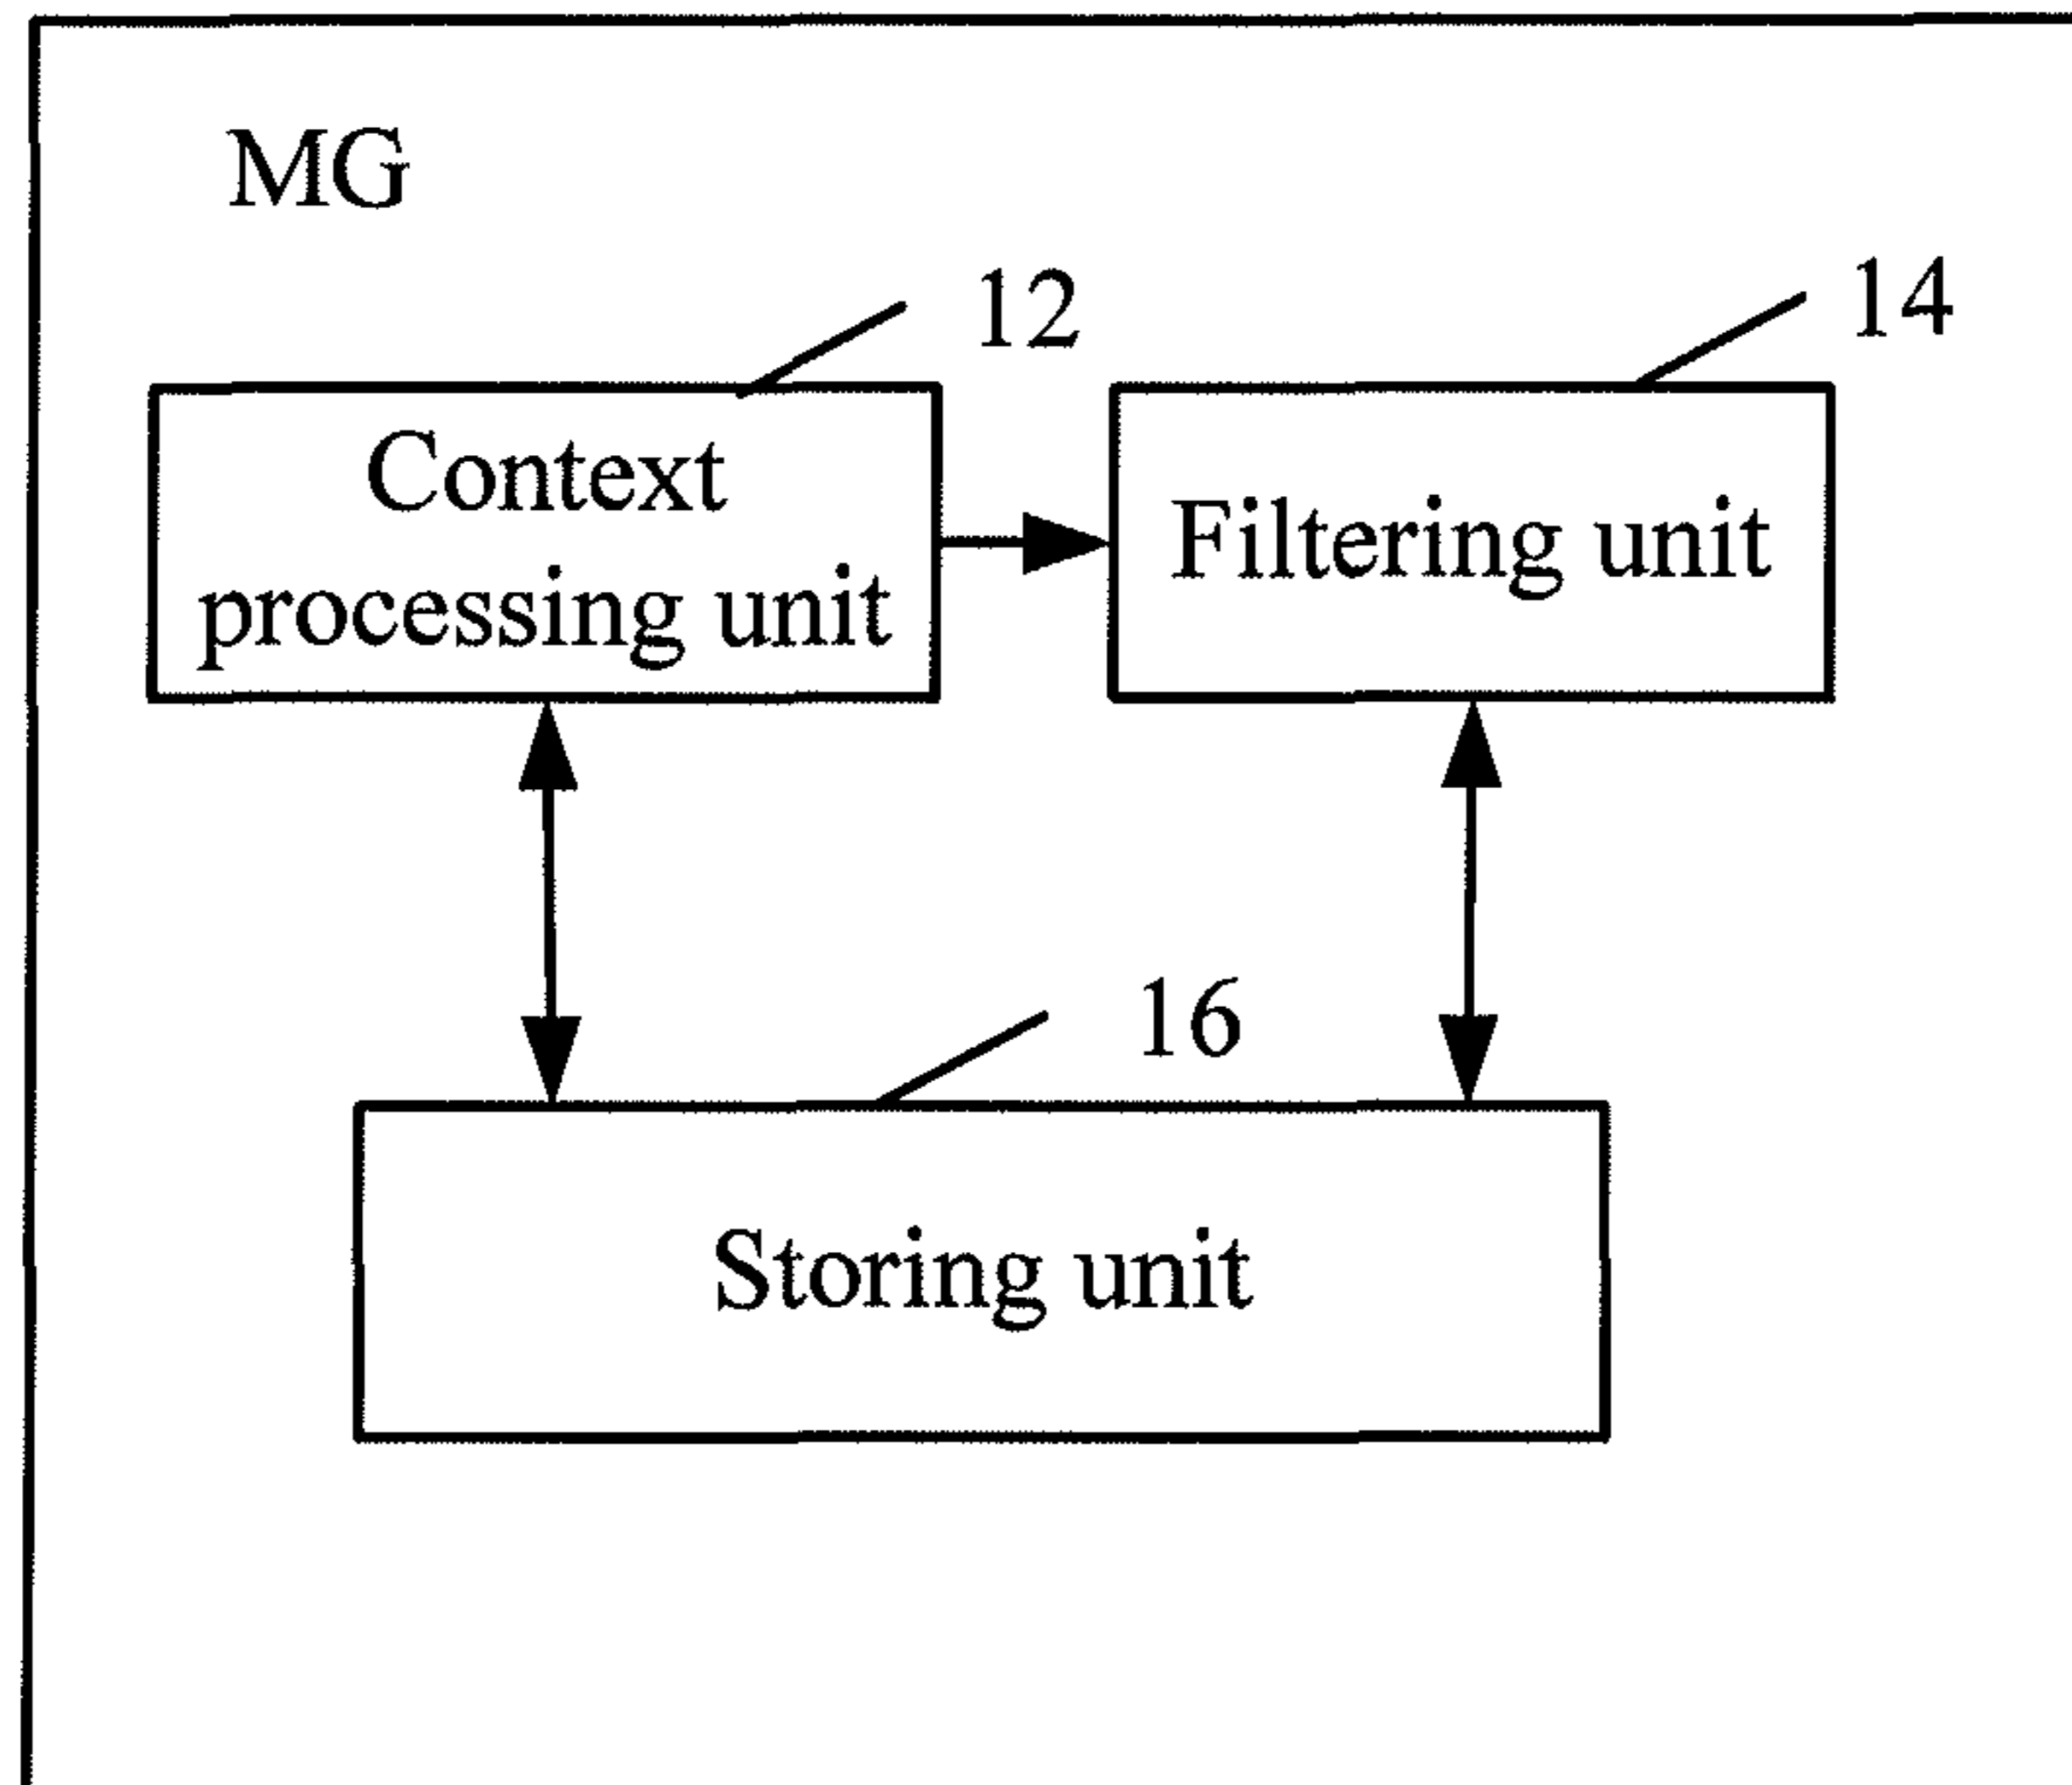 MG
12
14
Context
processing unit
Filtering unit
16
Storing unit